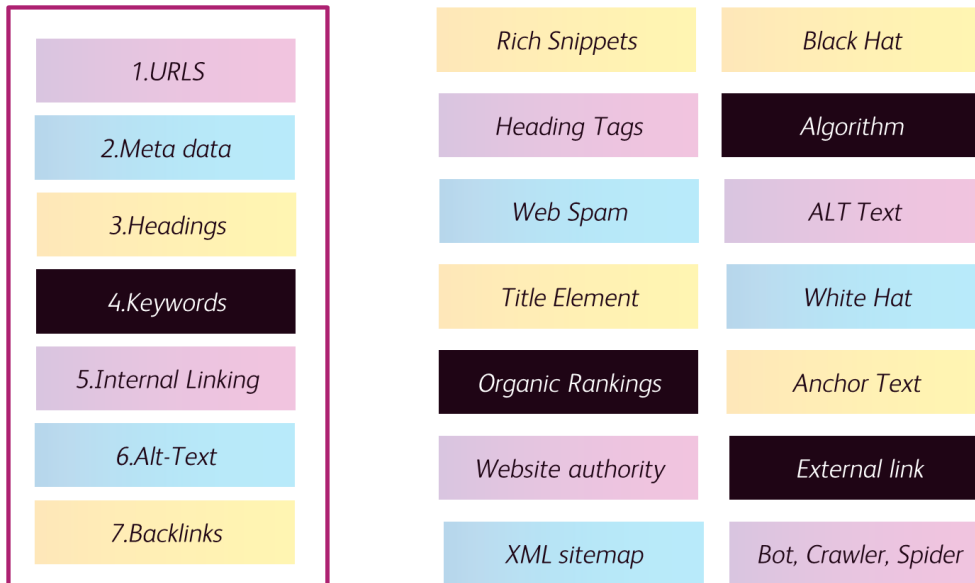 1.URLS
2.Meta data
3.Headings
4.Keywords
5.Internal Linking
6.Alt-Text
7.Backlinks
Rich Snippets
Black Hat
Heading Tags
Algorithm
Web Spam
ALT Text
Title Element
White Hat
Organic Rankings
Anchor Text
Website authority
External link
XML sitemap
Bot, Crawler, Spider